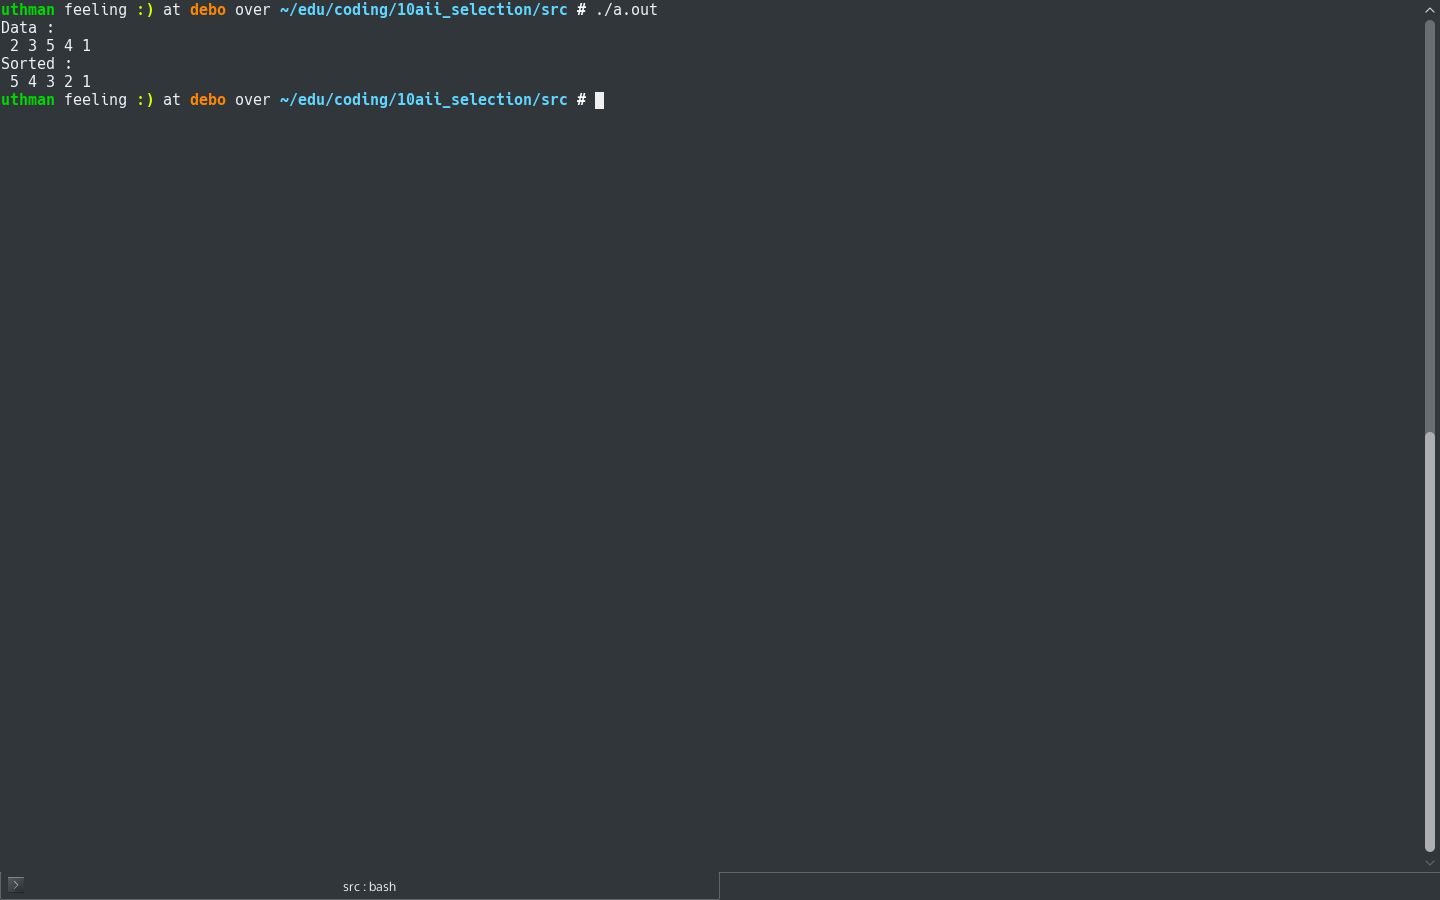 uthman feeling :) at debo over ~/edu/coding/10aii_selection/src # ./a.out
Data :
 2 3 5 4 1
Sorted :
 5 4 3 2 1
uthman feeling :) at debo over ~/edu/coding/10aii_selection/src #
src : bash